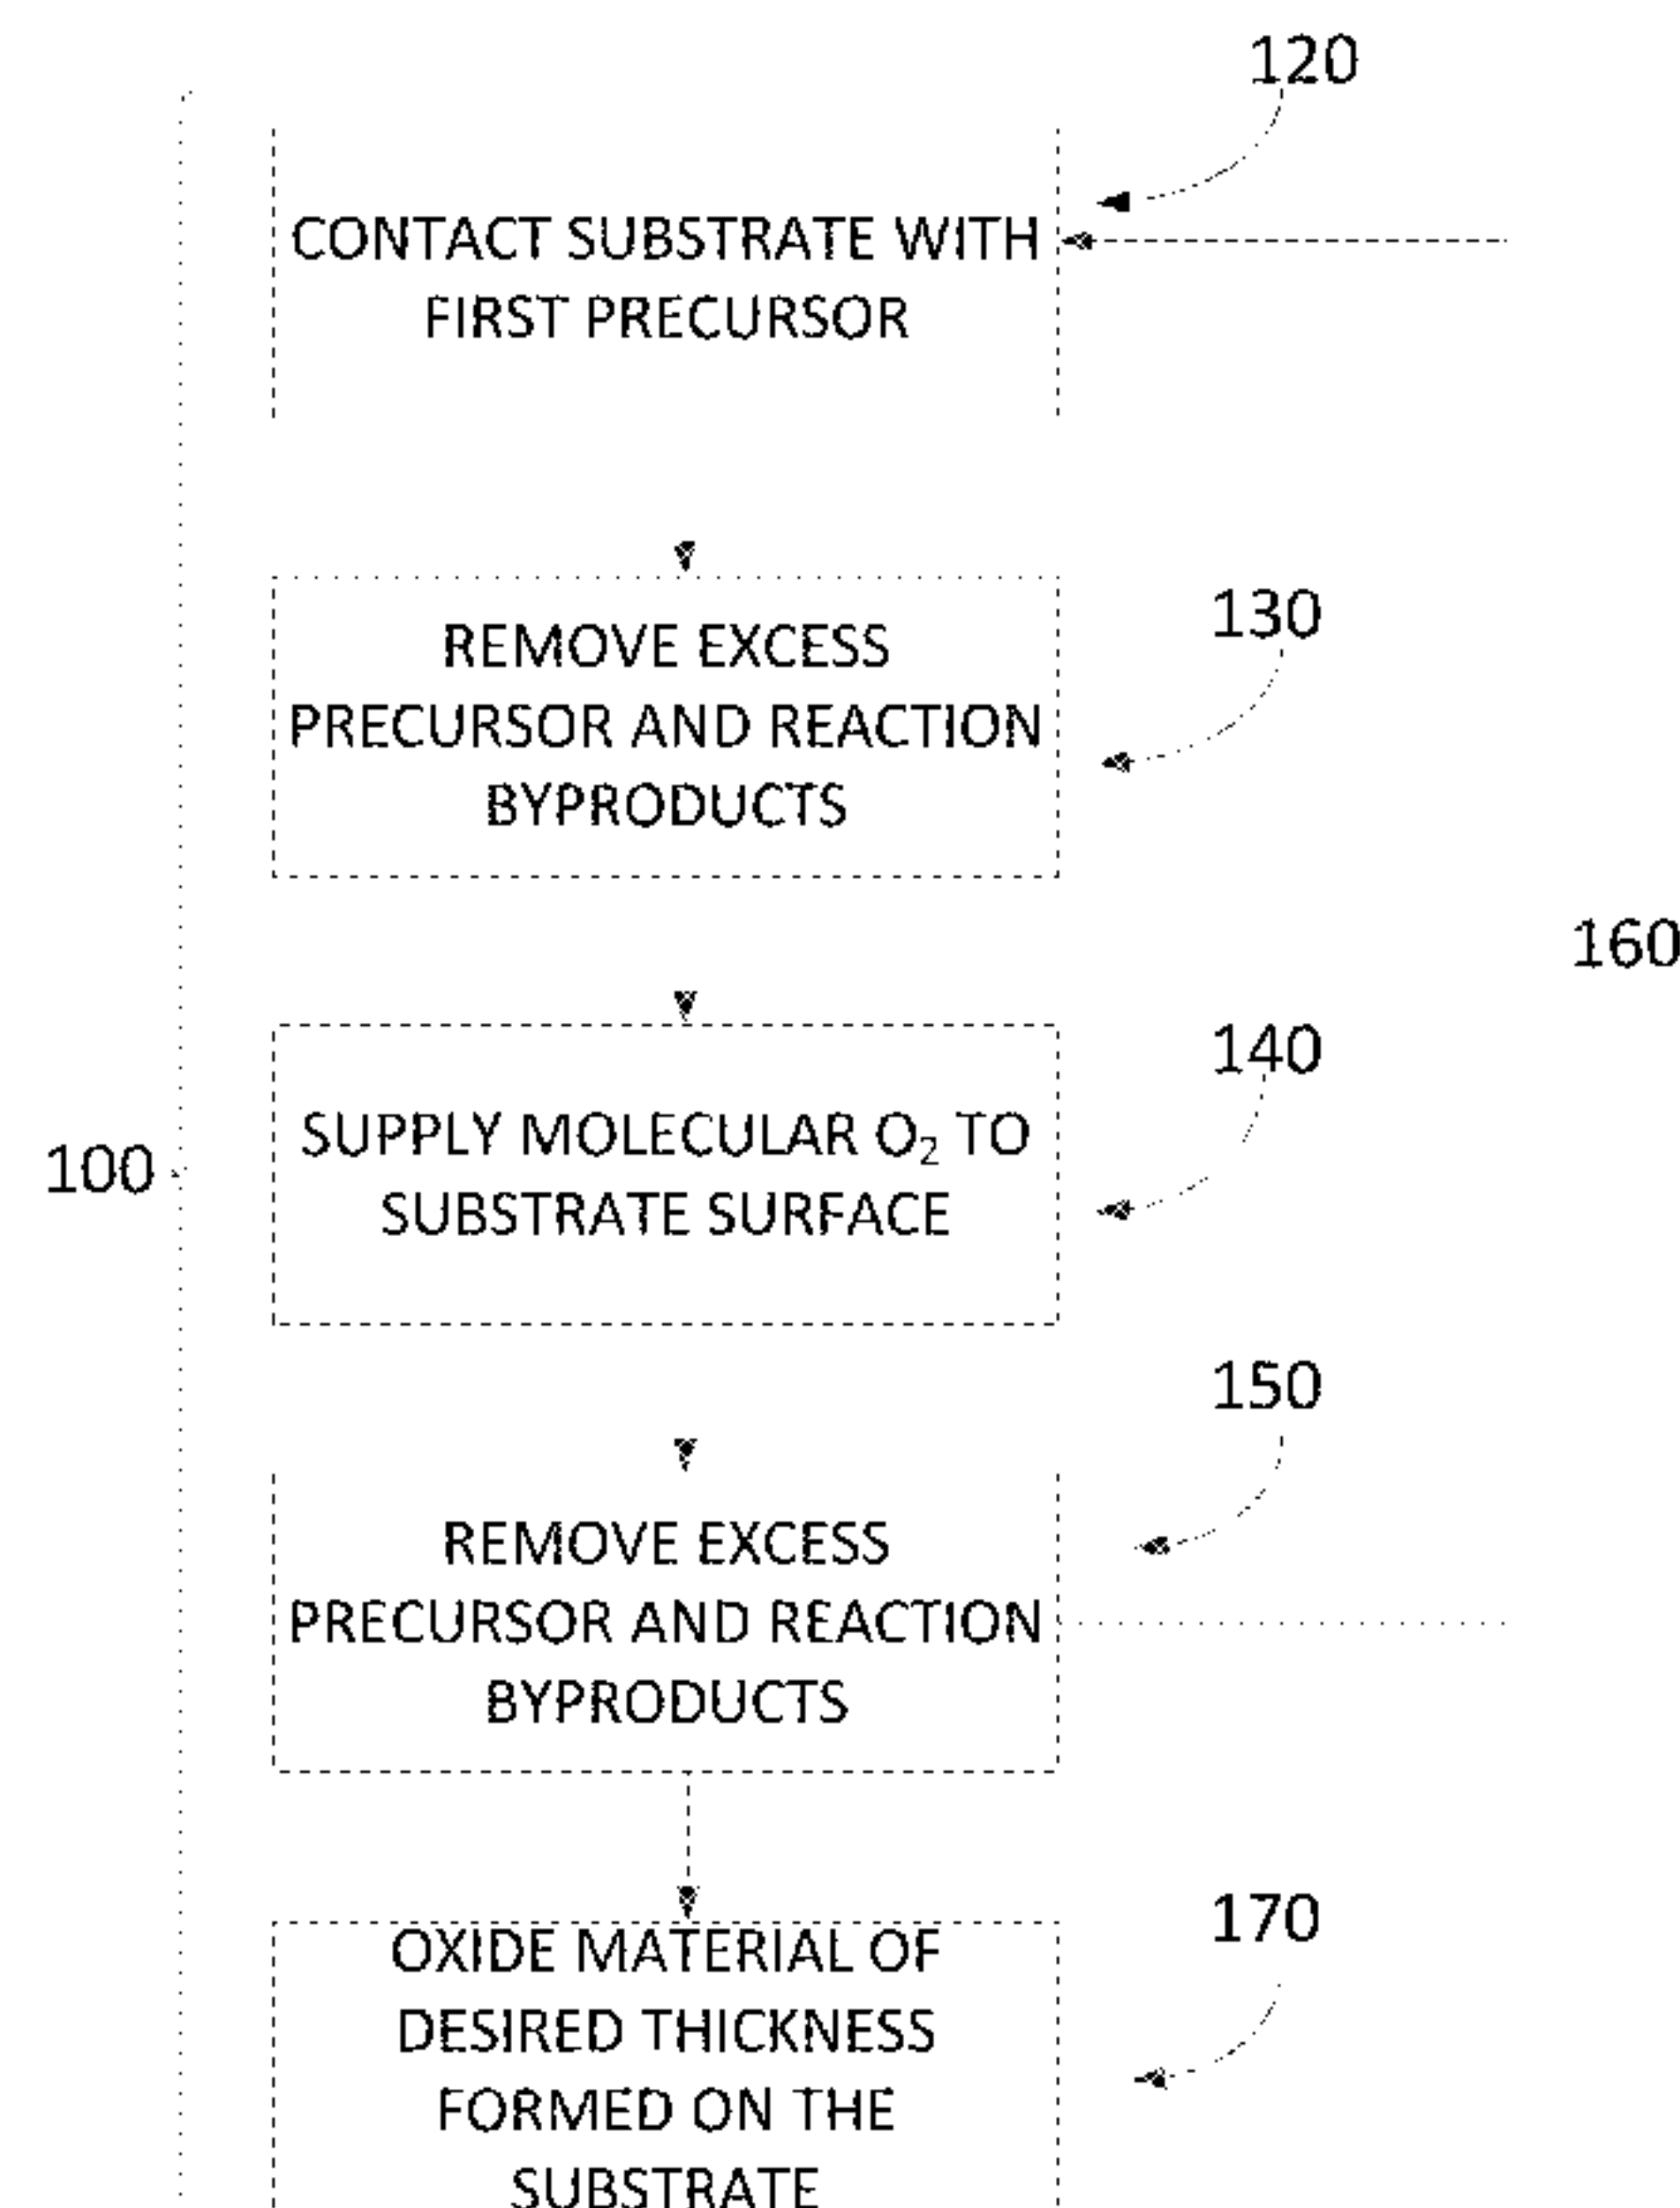 120
CONTACT SUBSTRATE WITH
FIRST PRECURSOR
130
REMOVE EXCESS
PRECURSOR AND REACTION
BYPRODUCTS
160
140
SUPPLY MOLECULAR O₂ TO
SUBSTRATE SURFACE
100
150
REMOVE EXCESS
PRECURSOR AND REACTION
BYPRODUCTS
170
OXIDE MATERIAL OF
DESIRED THICKNESS
FORMED ON THE
SUBSTRATE